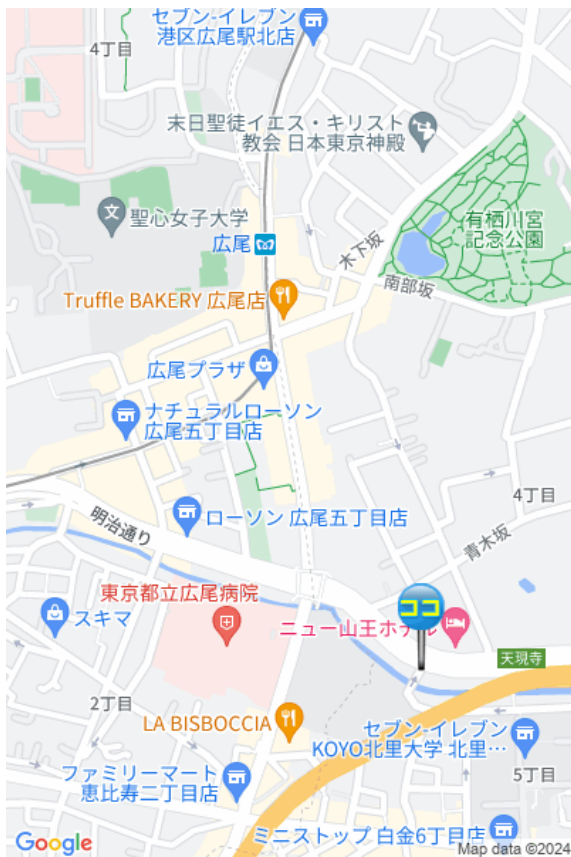 セブン-イレブン
港区広尾駅北店
4丁目
末日聖徒イエス・キリスト
教会 日本東京神殿
聖心女子大学
有栖川宮
記念公園
広尾
木下坂
南部坂
Truffle BAKERY 広尾店
広尾プラザ
ナチュラルローソン
広尾五丁目店
4丁目
明治通り
ローソン 広尾五丁目店
青木坂
東京都立広尾病院
ココ
スキマ
ニュー山王ホテル
天現寺
2丁目
LA BISBOCCIA
セブン-イレブン
KOYO北里大学 北里…
ファミリーマート
恵比寿二丁目店
5丁目
ミニストップ 白金6丁目店
Google
Map data ©2024